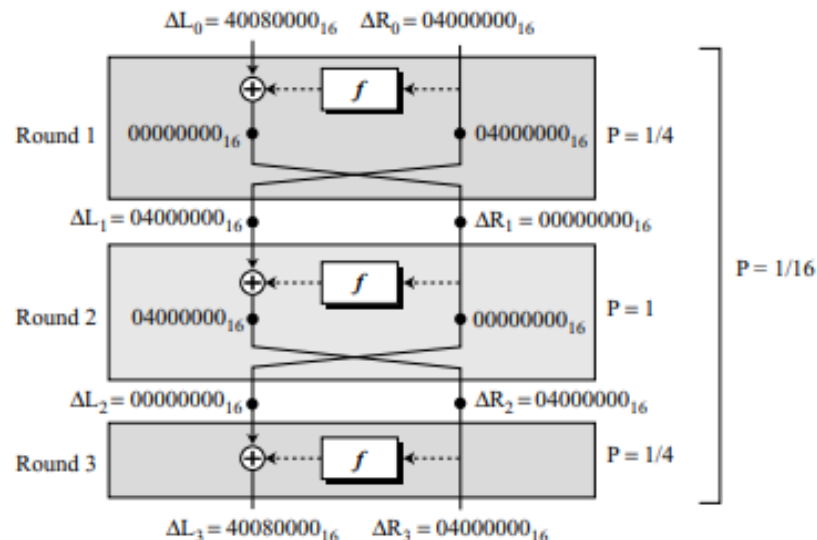 ΔL₀ = 40080000₁₆ ΔR₀ = 04000000₁₆
f
Round 1 00000000₁₆ 04000000₁₆ P = 1/4
ΔL₁ = 04000000₁₆ ΔR₁ = 00000000₁₆
f
P = 1/16
Round 2 04000000₁₆ 00000000₁₆ P = 1
ΔL₂ = 00000000₁₆ ΔR₂ = 04000000₁₆
Round 3 f P = 1/4
ΔL₃ = 40080000₁₆ ΔR₃ = 04000000₁₆